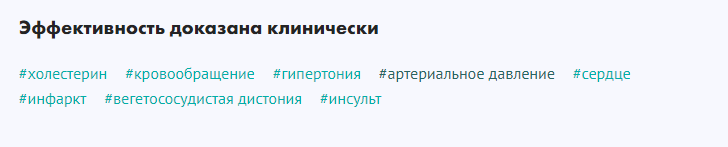 Эффективность доказана клинически
#холестерин #кровообращение #гипертония #артериальное давление #сердце
#инфаркт #вегетососудистая дистония #инсульт